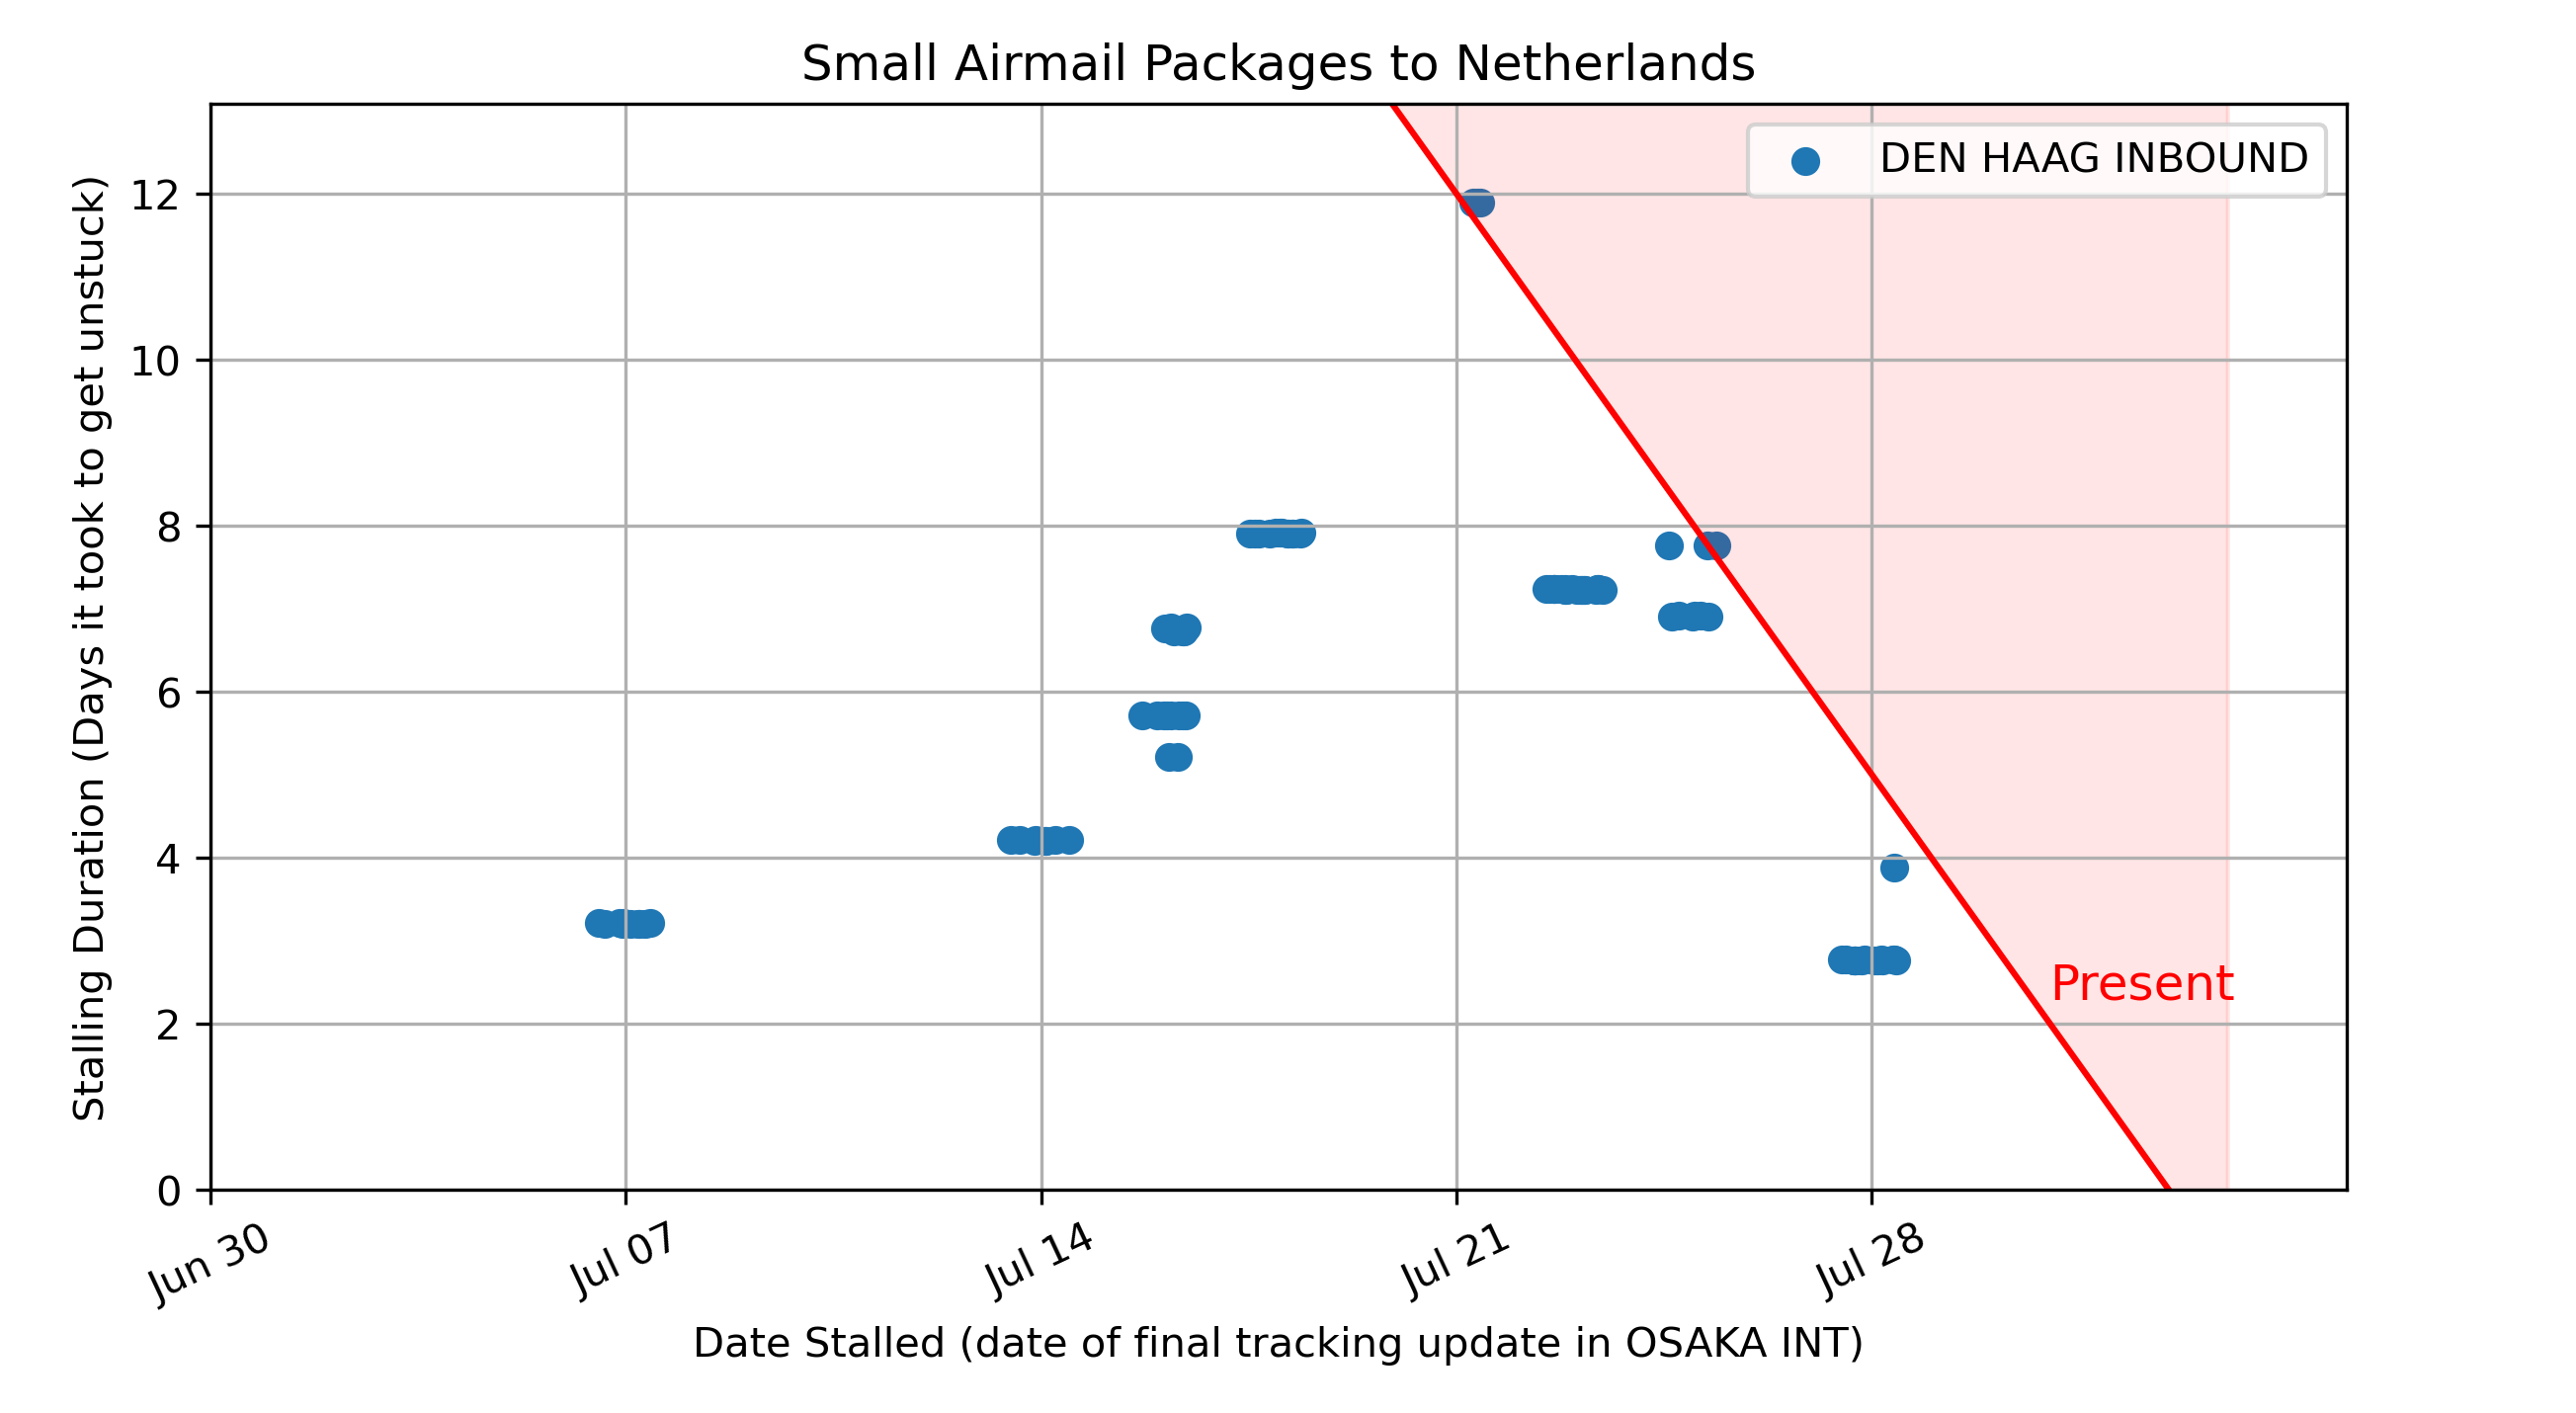 Small Airmail Packages to Netherlands
DEN HAAG INBOUND
Stalling Duration (Days it took to get unstuck)
12
10
8
6
4
2
0
Present
Jun 30
Jul 07
Jul 14
Jul 21
Jul 28
Date Stalled (date of final tracking update in OSAKA INT)